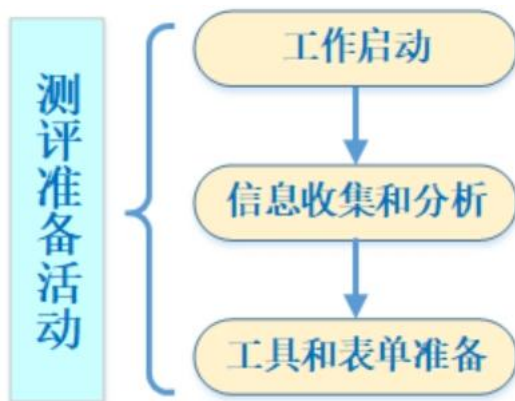 测评准备活动
工作启动
信息收集和分析
工具和表单准备